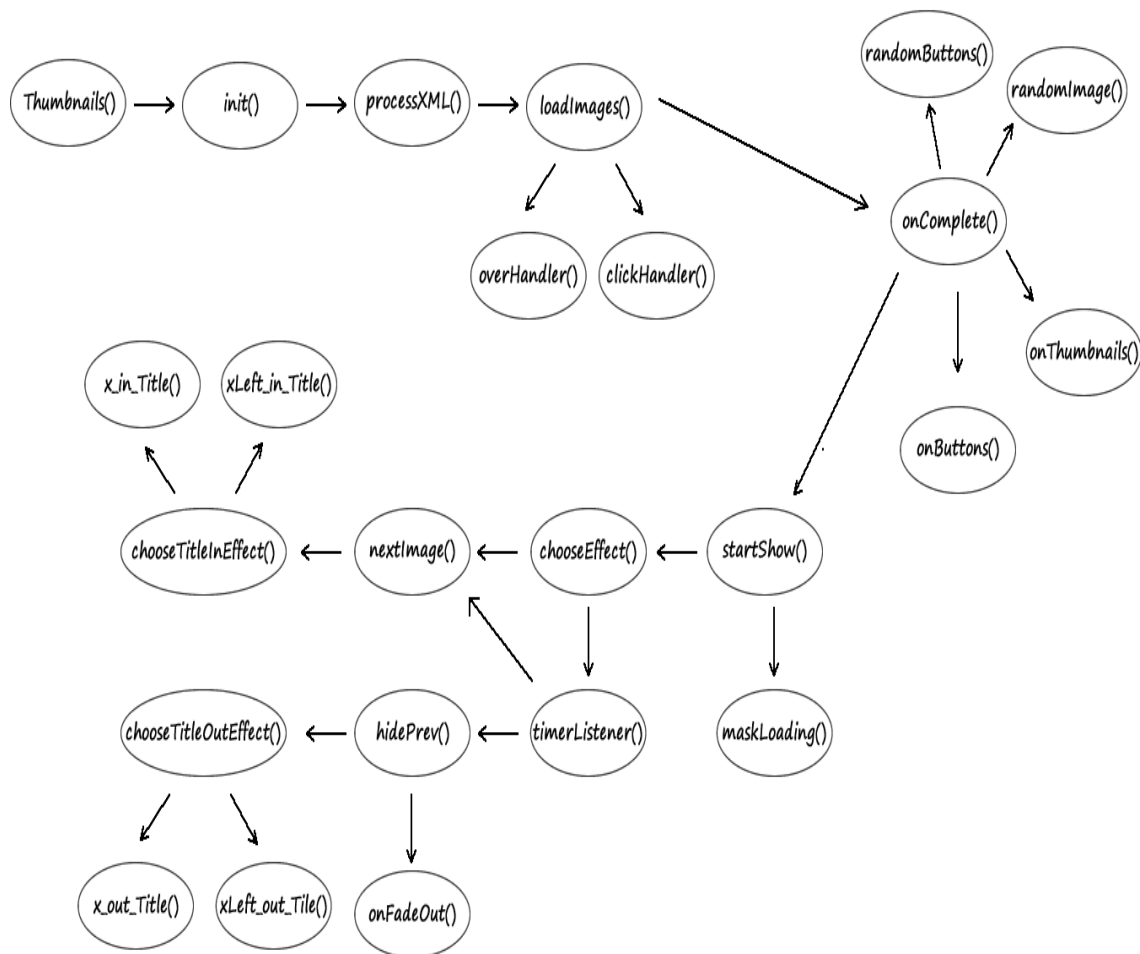 randomButtons()
randomImage()
Thumbnails()
init()
processXML()
loadImages()
onComplete()
overHandler()
clickHandler()
onThumbnails()
x_in_Title()
xLeft_in_Title()
onButtons()
chooseTitleInEffect()
nextImage()
chooseEffect()
startShow()
chooseTitleOutEffect()
hidePrev()
timerListener()
maskLoading()
x_out_Title()
xLeft_out_Tile()
onFadeOut()